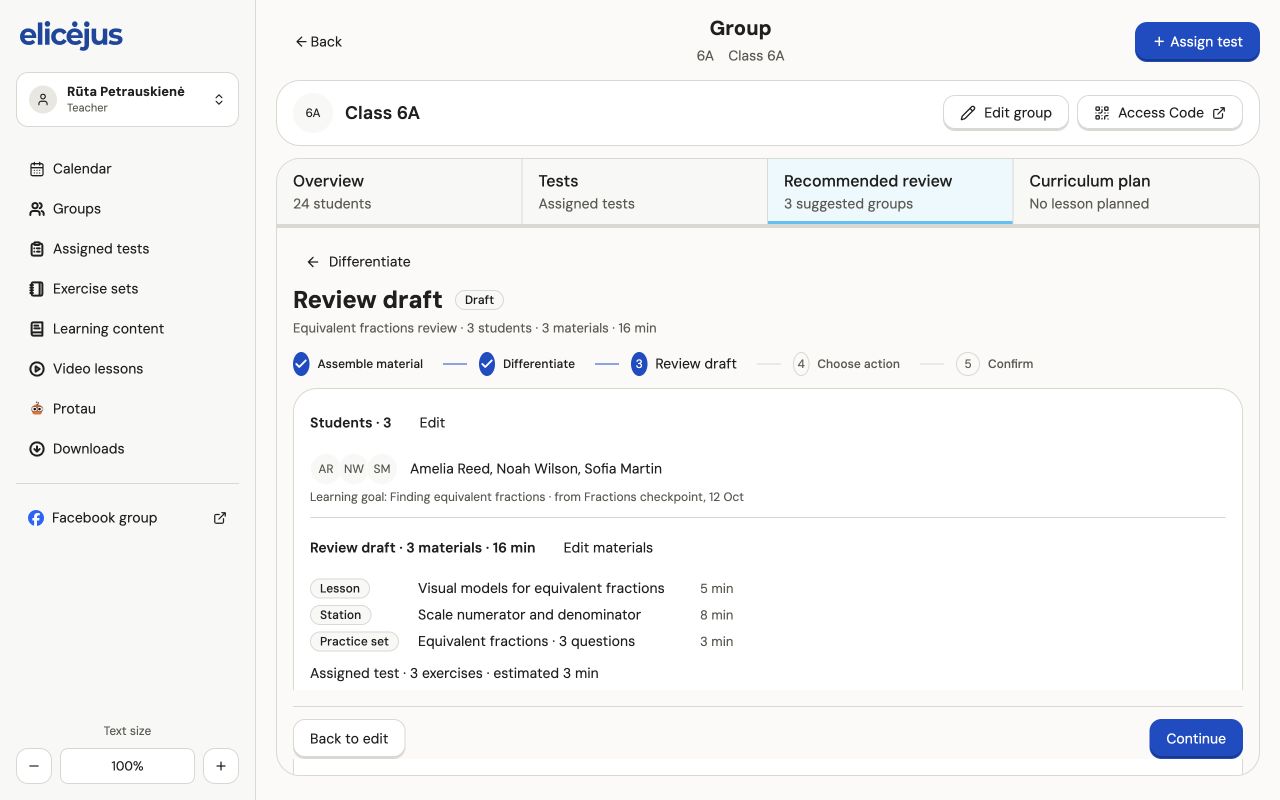 elicėjus
Rūta Petrauskienė
Teacher
Calendar
Groups
Assigned tests
Exercise sets
Learning content
Video lessons
Protau
Downloads
Facebook group
Text size
− 100% +
← Back
Group
6A Class 6A
+ Assign test
6A Class 6A
Edit group
Access Code
Overview
24 students
Tests
Assigned tests
Recommended review
3 suggested groups
Curriculum plan
No lesson planned
← Differentiate
Review draft Draft
Equivalent fractions review · 3 students · 3 materials · 16 min
Assemble material Differentiate 3 Review draft 4 Choose action 5 Confirm
Students · 3 Edit
AR NW SM Amelia Reed, Noah Wilson, Sofia Martin
Learning goal: Finding equivalent fractions · from Fractions checkpoint, 12 Oct
Review draft · 3 materials · 16 min Edit materials
Lesson Visual models for equivalent fractions 5 min
Station Scale numerator and denominator 8 min
Practice set Equivalent fractions · 3 questions 3 min
Assigned test · 3 exercises · estimated 3 min
Back to edit Continue